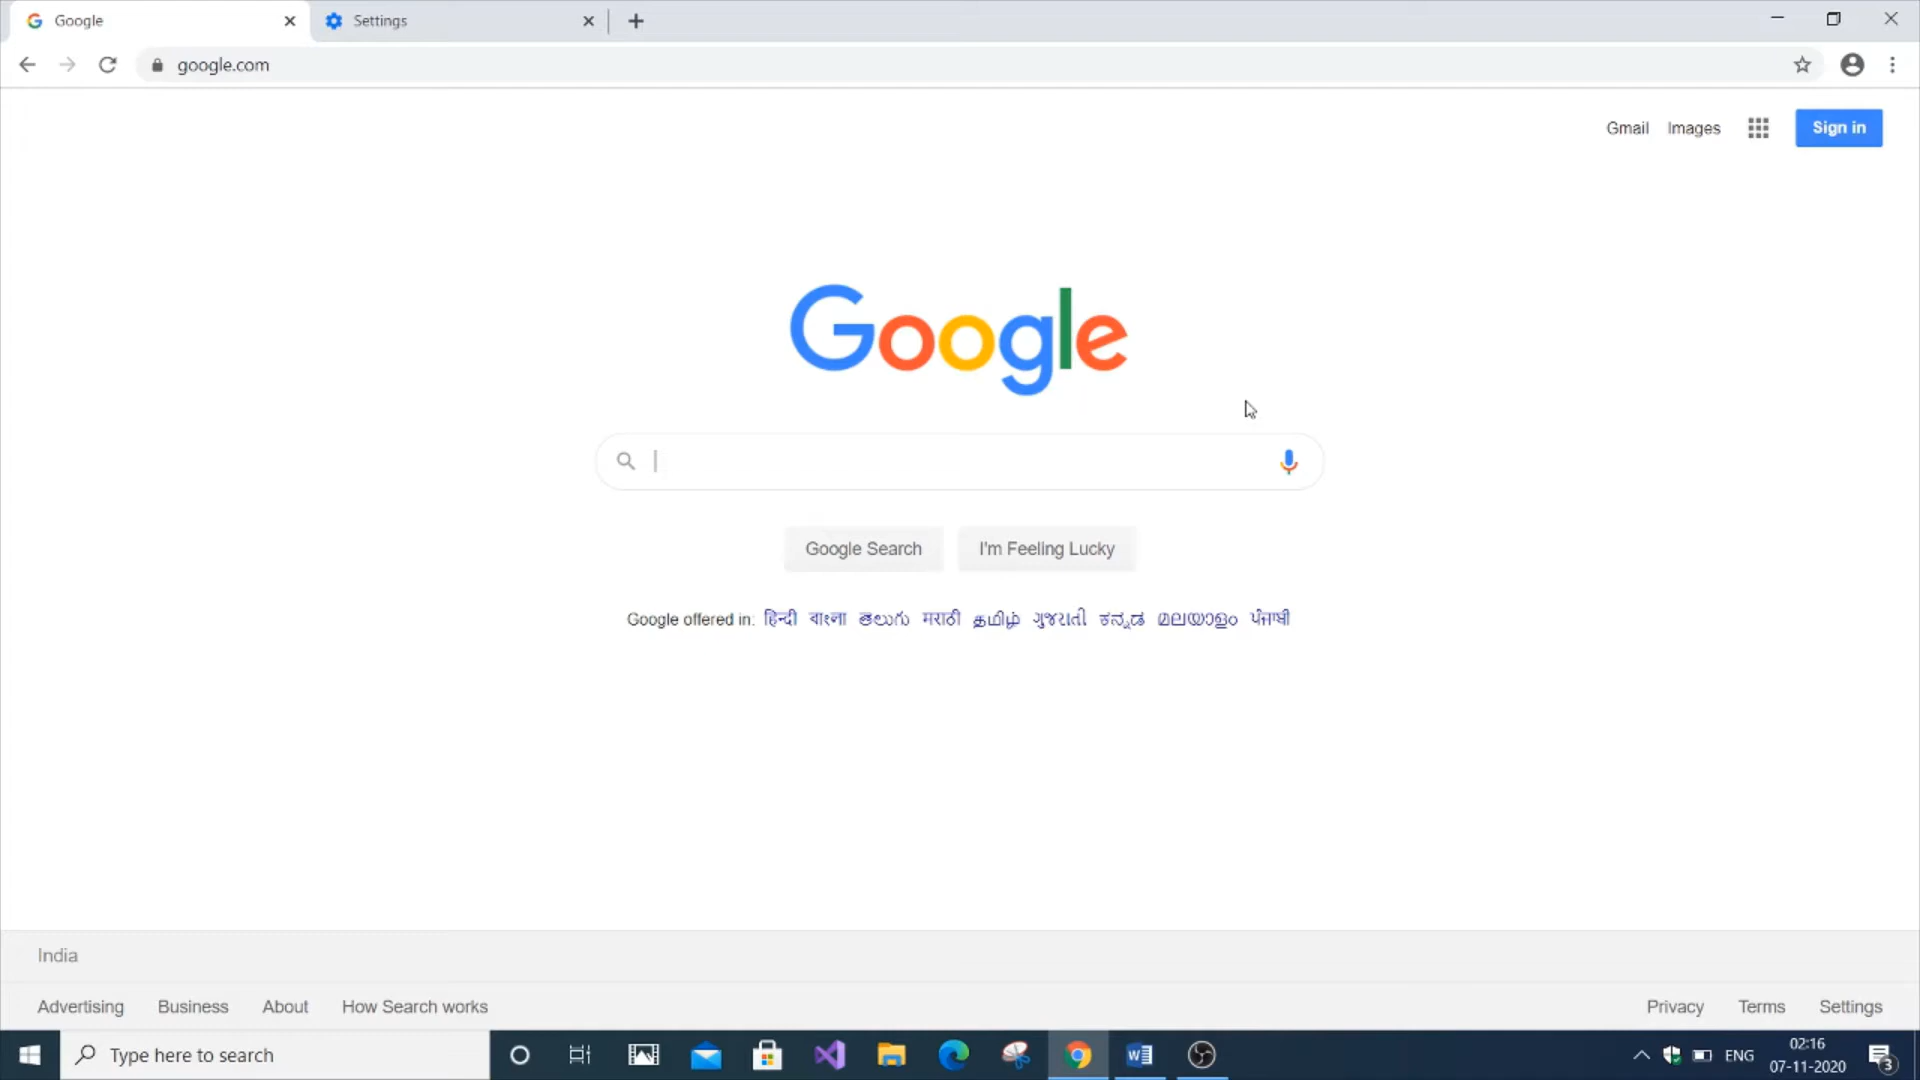 Google
Settings
google.com
Gmail Images
Sign in
Google
Google Search
I'm Feeling Lucky
Google offered in: हिन्दी বাংলা తెలుగు मराठी தமிழ் ગુજરાતી ಕನ್ನಡ മലയാളം ਪੰਜਾਬੀ
India
Advertising Business About How Search works
Privacy Terms Settings
Type here to search
ENG
02:16
07-11-2020
3